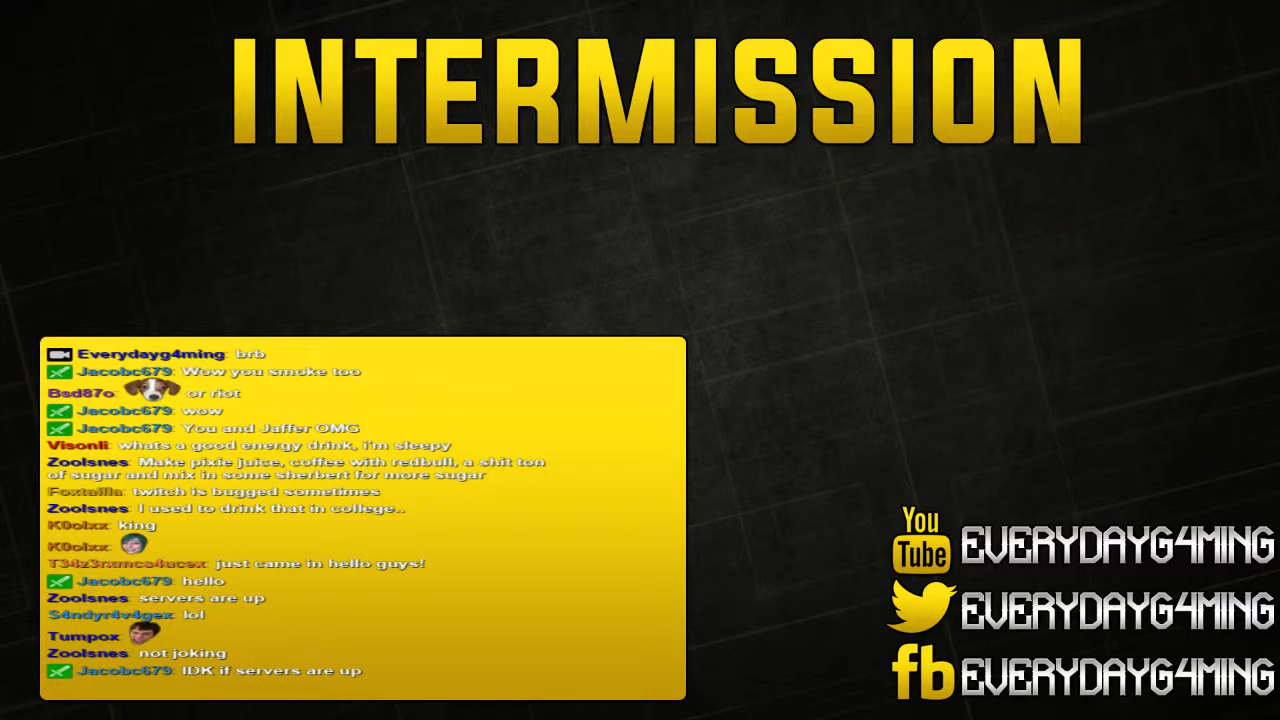 INTERMISSION
Everydayg4ming: brb
Jacobc679: Wow you smoke too
Bsd87o: or riot
Jacobc679: wow
Jacobc679: You and Jaffer OMG
Visonli: whats a good energy drink, i'm sleepy
Zoolsnes: Make pixie juice, coffee with redbull, a shit ton
of sugar and mix in some sherbert for more sugar
Foxtailla: twitch is bugged sometimes
Zoolsnes: I used to drink that in college..
K0olxx: king
K0olxx:
T34z3rxmcs4ucex: just came in hello guys!
Jacobc679: hello
Zoolsnes: servers are up
S4ndyr4v4gex: lol
Tumpox:
Zoolsnes: not joking
Jacobc679: IDK if servers are up
You
Tube EVERYDAYG4MING
EVERYDAYG4MING
fb EVERYDAYG4MING